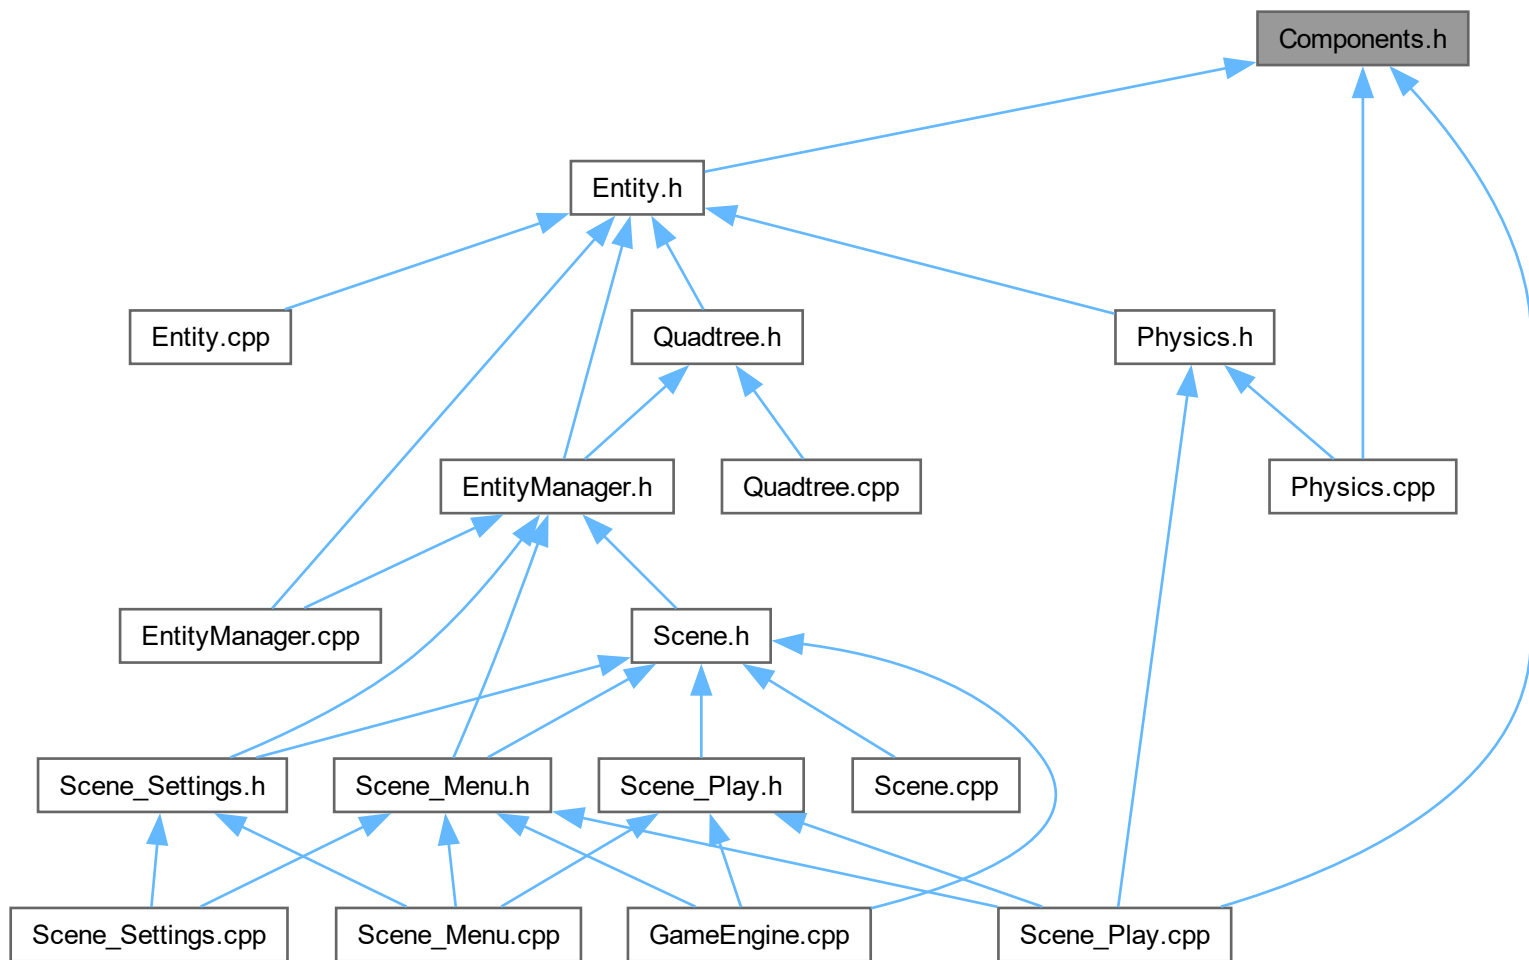 Components.h
Entity.h
Entity.cpp
Quadtree.h
Physics.h
EntityManager.h
Quadtree.cpp
Physics.cpp
EntityManager.cpp
Scene.h
Scene_Settings.h
Scene_Menu.h
Scene_Play.h
Scene.cpp
Scene_Settings.cpp
Scene_Menu.cpp
GameEngine.cpp
Scene_Play.cpp